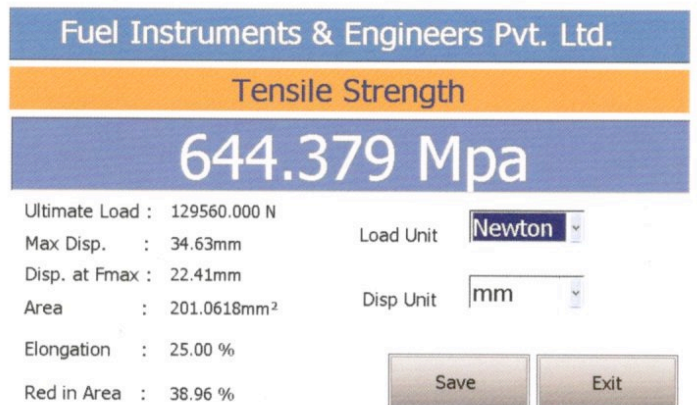 Fuel Instruments & Engineers Pvt. Ltd.
Tensile Strength
644.379 Mpa
Ultimate Load : 129560.000 N
Max Disp. : 34.63mm
Disp. at Fmax : 22.41mm
Area : 201.0618mm²
Elongation : 25.00 %
Red in Area : 38.96 %
Load Unit Newton
Disp Unit mm
Save Exit